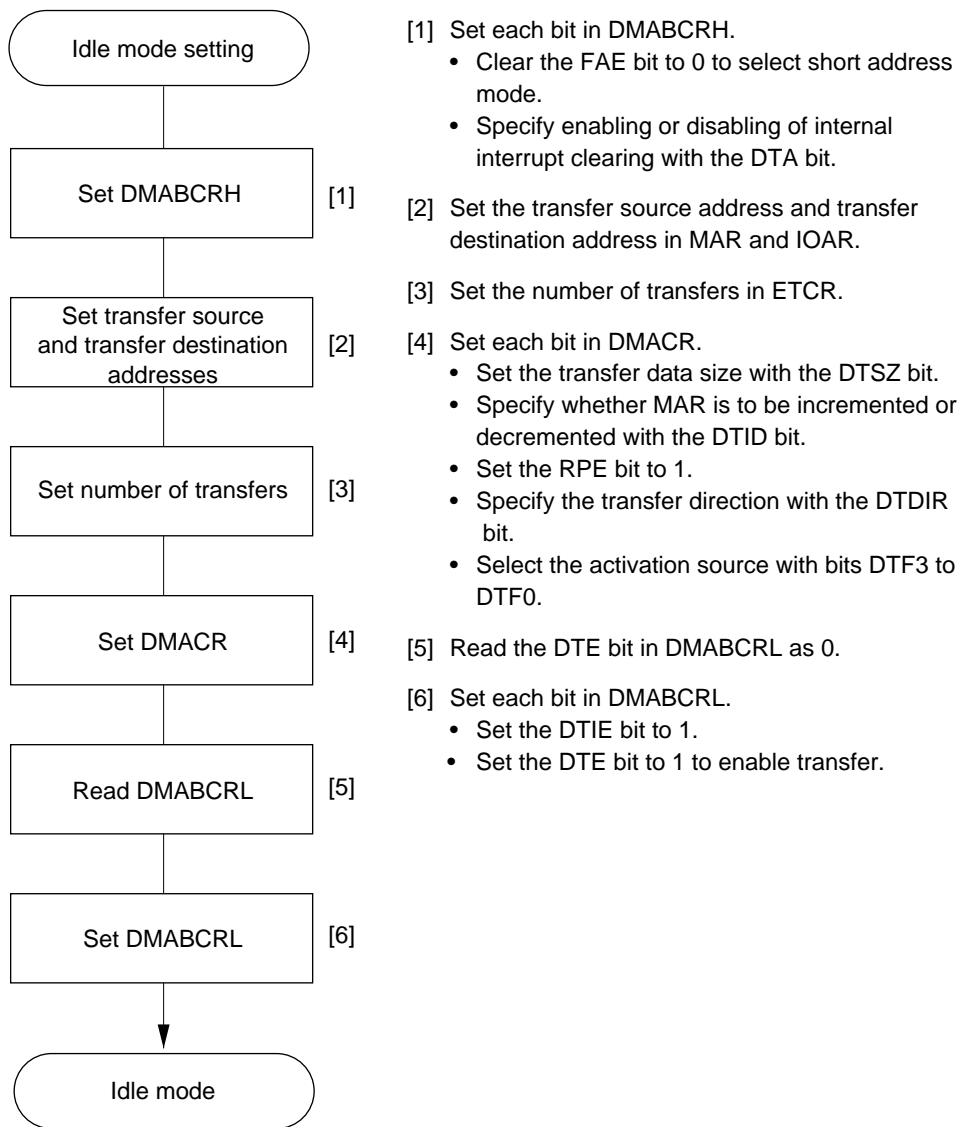 Idle mode setting
Set DMABCRH
[1]
Set transfer source
and transfer destination
addresses
[2]
Set number of transfers
[3]
Set DMACR
[4]
Read DMABCRL
[5]
Set DMABCRL
[6]
Idle mode
[1] Set each bit in DMABCRH.
• Clear the FAE bit to 0 to select short address
mode.
• Specify enabling or disabling of internal
interrupt clearing with the DTA bit.
[2] Set the transfer source address and transfer
destination address in MAR and IOAR.
[3] Set the number of transfers in ETCR.
[4] Set each bit in DMACR.
• Set the transfer data size with the DTSZ bit.
• Specify whether MAR is to be incremented or
decremented with the DTID bit.
• Set the RPE bit to 1.
• Specify the transfer direction with the DTDIR
bit.
• Select the activation source with bits DTF3 to
DTF0.
[5] Read the DTE bit in DMABCRL as 0.
[6] Set each bit in DMABCRL.
• Set the DTIE bit to 1.
• Set the DTE bit to 1 to enable transfer.